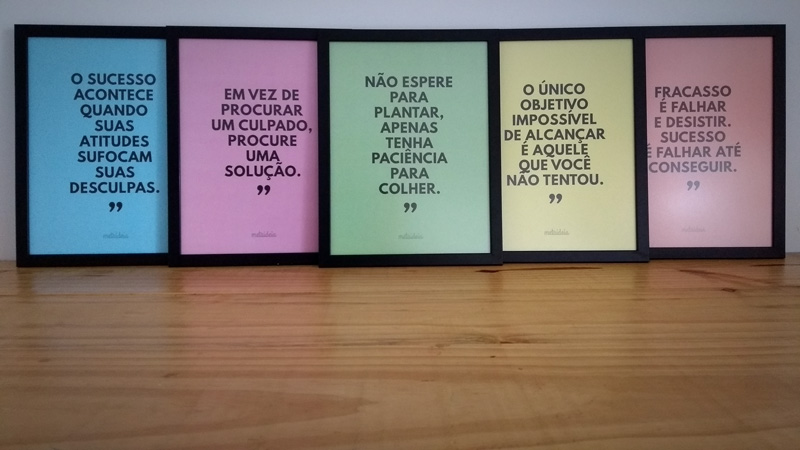 O SUCESSO
ACONTECE
QUANDO
SUAS
ATITUDES
SUFOCAM
SUAS
DESCULPAS.
”
EM VEZ DE
PROCURAR
UM CULPADO,
PROCURE
UMA
SOLUÇÃO.
”
NÃO ESPERE
PARA
PLANTAR,
APENAS
TENHA
PACIÊNCIA
PARA
COLHER.
”
O ÚNICO
OBJETIVO
IMPOSSÍVEL
DE ALCANÇAR
É AQUELE
QUE VOCÊ
NÃO TENTOU.
”
FRACASSO
É FALHAR
E DESISTIR.
SUCESSO
É FALHAR ATÉ
CONSEGUIR.
”